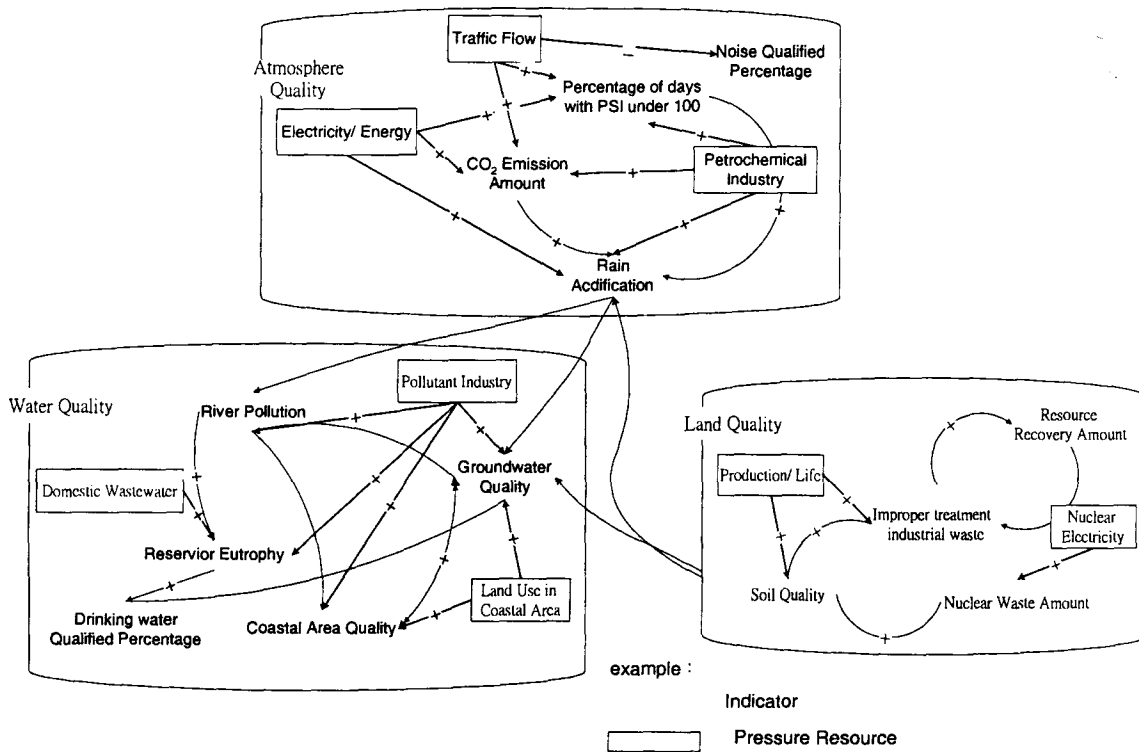 Traffic Flow
Noise Qualified
Percentage
Atmosphere
Quality
Percentage of days
with PSI under 100
Electricity/ Energy
CO₂ Emission
Amount
Petrochemical
Industry
Rain
Acdification
Pollutant Industry
Water Quality
River Pollution
Groundwater
Quality
Domestic Wastewater
Reservior Eutrophy
Drinking water
Qualified Percentage
Coastal Area Quality
Land Use in
Coastal Area
Land Quality
Resource
Recovery Amount
Production/ Life
Improper treatment
industrial waste
Nuclear
Electricity
Soil Quality
Nuclear Waste Amount
example :
Indicator
Pressure Resource